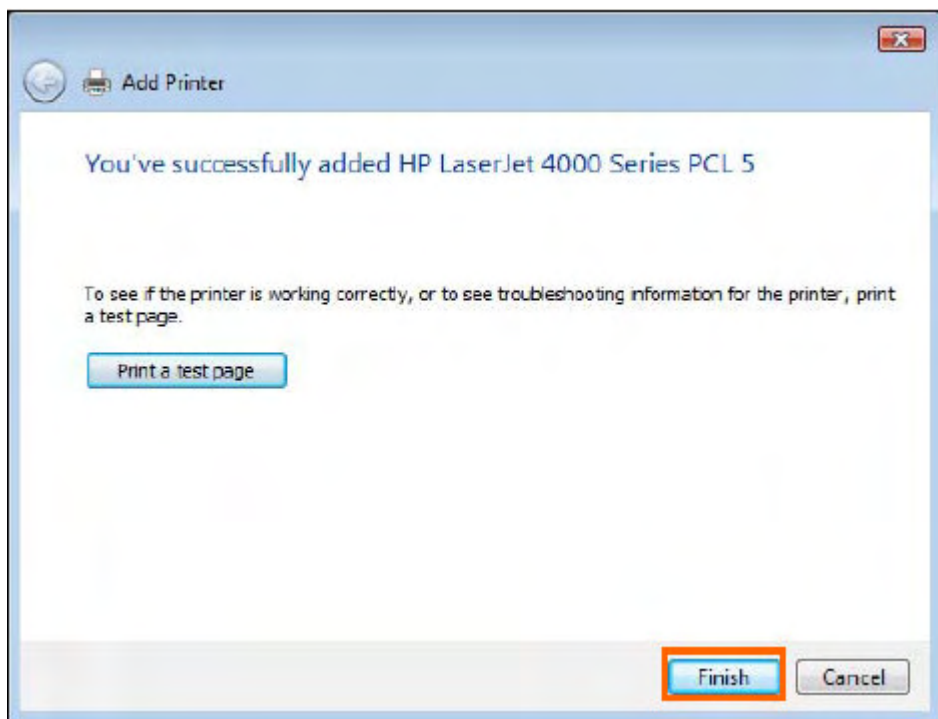 Add Printer
You've successfully added HP LaserJet 4000 Series PCL 5
To see if the printer is working correctly, or to see troubleshooting information for the printer, print
a test page.
Print a test page
Finish Cancel